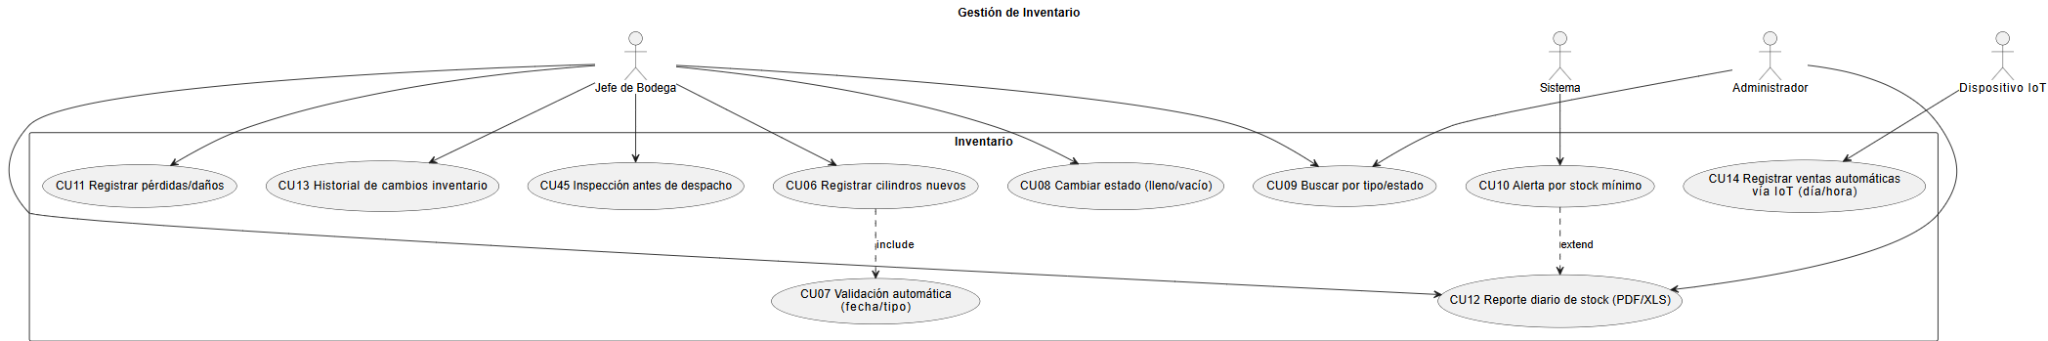 Gestión de Inventario
Jefe de Bodega
Sistema
Administrador
Dispositivo IoT
Inventario
CU11 Registrar pérdidas/daños
CU13 Historial de cambios inventario
CU45 Inspección antes de despacho
CU06 Registrar cilindros nuevos
CU08 Cambiar estado (lleno/vacío)
CU09 Buscar por tipo/estado
CU10 Alerta por stock mínimo
CU14 Registrar ventas automáticas
vía IoT (día/hora)
include
extend
CU07 Validación automática
(fecha/tipo)
CU12 Reporte diario de stock (PDF/XLS)